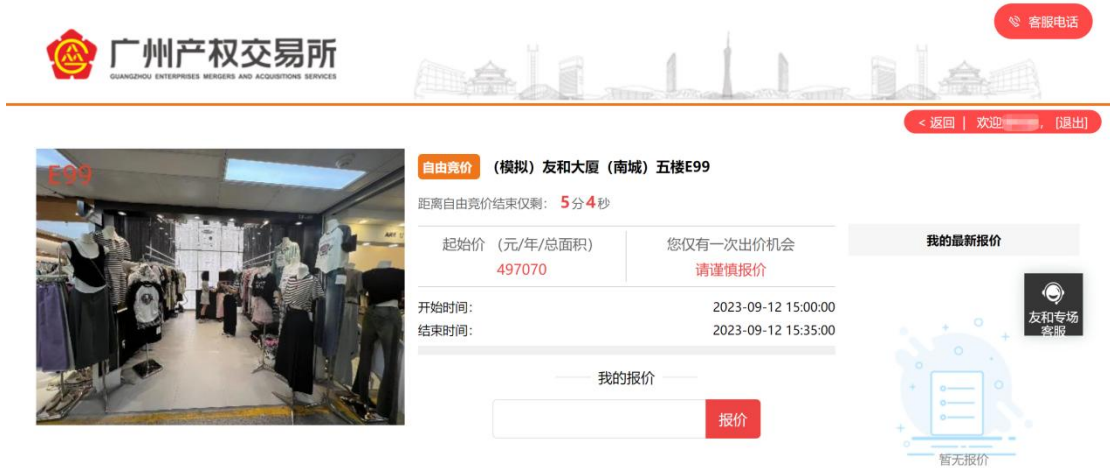 客服电话
广州产权交易所
GUANGZHOU ENTERPRISES MERGERS AND ACQUISITIONS SERVICES
< 返回 | 欢迎 ，[退出]
E99
自由竞价 （模拟）友和大厦（南城）五楼E99
距离自由竞价结束仅剩： 5分4秒
起始价 （元/年/总面积） 您仅有一次出价机会
497070 请谨慎报价
开始时间： 2023-09-12 15:00:00
结束时间： 2023-09-12 15:35:00
我的报价
报价
我的最新报价
友和专场
客服
暂无报价